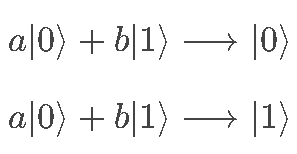 a|0⟩ + b|1⟩ ⟶ |0⟩
a|0⟩ + b|1⟩ ⟶ |1⟩